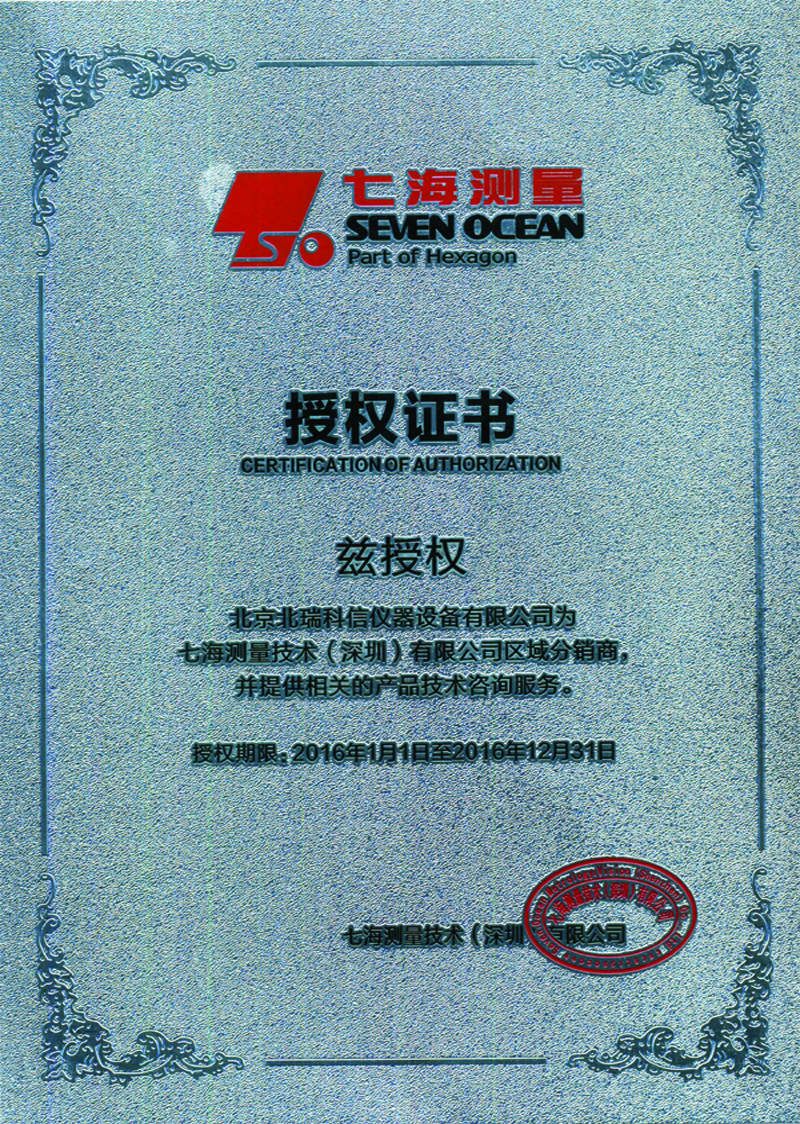 七海测量
SEVEN OCEAN
Part of Hexagon
授权证书
CERTIFICATION OF AUTHORIZATION
兹授权
北京北瑞科信仪器设备有限公司为
七海测量技术（深圳）有限公司区域分销商，
并提供相关的产品技术咨询服务。
授权期限：2016年1月1日至2016年12月31日
七海测量技术（深圳）有限公司